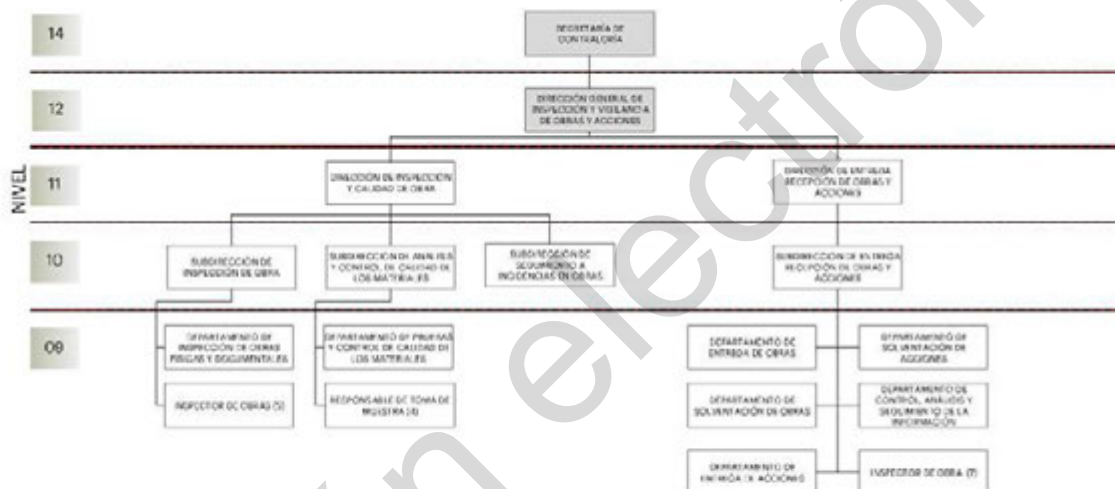 14
SECRETARÍA DE
CONTRALORÍA
12
DIRECCIÓN GENERAL DE
INSPECCIÓN Y VIGILANCIA
DE OBRAS Y ACCIONES
NIVEL
11
DIRECCIÓN DE INSPECCIÓN
Y CALIDAD DE OBRA
DIRECCIÓN DE ENTREGA
RECEPCIÓN DE OBRAS Y
ACCIONES
10
SUBDIRECCIÓN DE
INSPECCIÓN DE OBRA
SUBDIRECCIÓN DE ANÁLISIS
Y CONTROL DE CALIDAD DE
LOS MATERIALES
SUBDIRECCIÓN DE
SEGUIMIENTO A
INCIDENCIAS EN OBRAS
SUBDIRECCIÓN DE ENTREGA
RECEPCIÓN DE OBRAS Y
ACCIONES
09
DEPARTAMENTO DE
INSPECCIÓN DE OBRAS
FÍSICAS Y DOCUMENTALES
DEPARTAMENTO DE PRUEBAS
Y CONTROL DE CALIDAD DE
LOS MATERIALES
DEPARTAMENTO DE
ENTREGA DE OBRAS
DEPARTAMENTO DE
SOLVENTACIÓN DE
ACCIONES
INSPECTOR DE OBRAS (5)
RESPONSABLE DE TOMA DE
MUESTRA (4)
DEPARTAMENTO DE
SOLVENTACIÓN DE OBRAS
DEPARTAMENTO DE
CONTROL, ANÁLISIS Y
SEGUIMIENTO DE LA
INFORMACIÓN
DEPARTAMENTO DE
ENTREGA DE ACCIONES
INSPECTOR DE OBRA (7)
electró